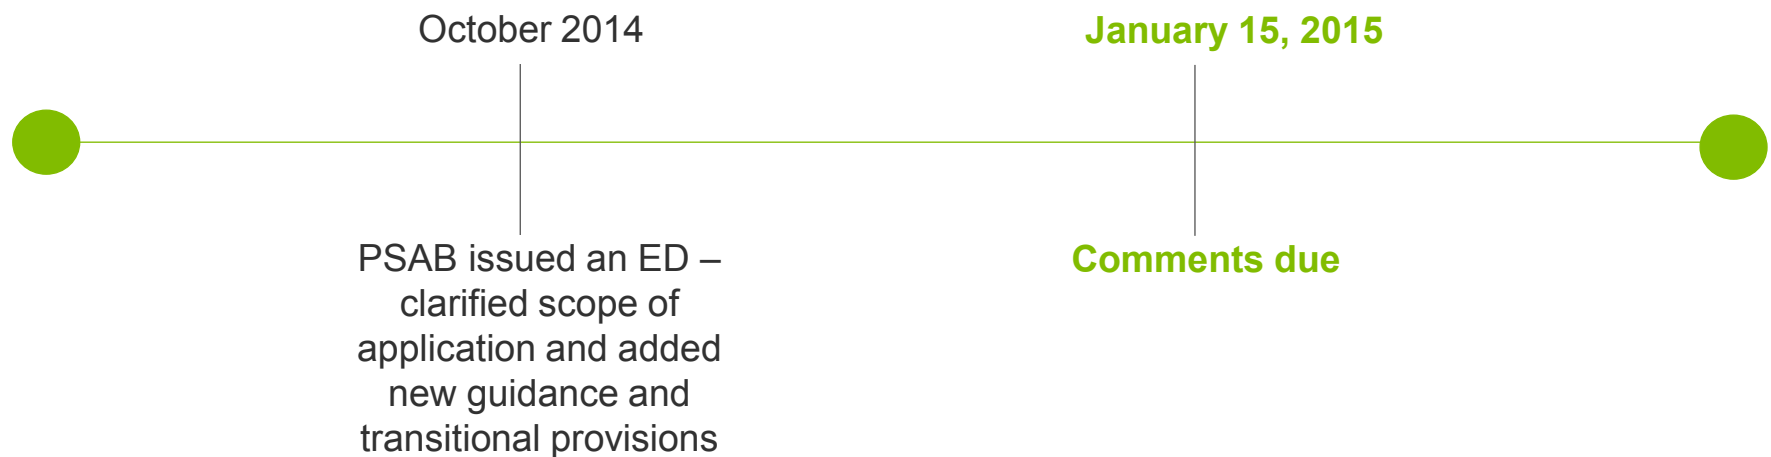 October 2014
January 15, 2015
PSAB issued an ED –
clarified scope of
application and added
new guidance and
transitional provisions
Comments due